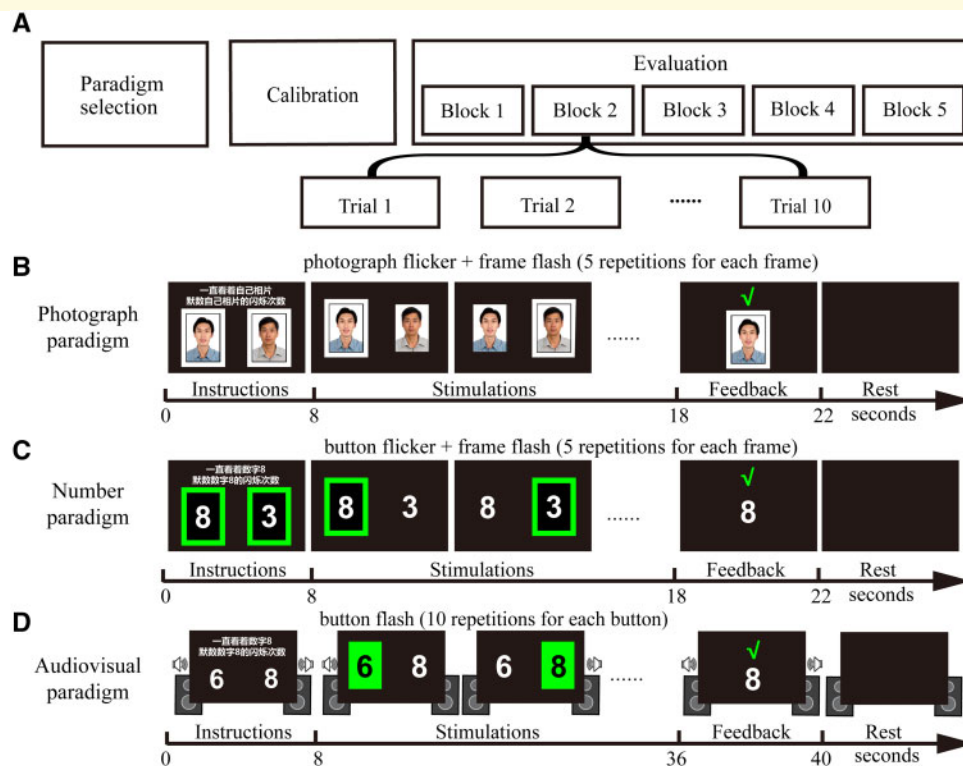 A
Paradigm
selection
Calibration
Evaluation
Block 1
Block 2
Block 3
Block 4
Block 5
Trial 1
Trial 2
......
Trial 10
B
photograph flicker + frame flash (5 repetitions for each frame)
Photograph
paradigm
一直看着自己相片
默数自己相片的闪烁次数
......
√
Instructions
Stimulations
Feedback
Rest
0
8
18
22
seconds
C
button flicker + frame flash (5 repetitions for each frame)
Number
paradigm
一直看着数字8
默数数字8的闪烁次数
8
3
8
3
8
3
......
√
8
Instructions
Stimulations
Feedback
Rest
0
8
18
22
seconds
D
button flash (10 repetitions for each button)
Audiovisual
paradigm
一直看着数字8
默数数字8的闪烁次数
6
8
6
8
6
8
......
√
8
Instructions
Stimulations
Feedback
Rest
0
8
36
40
seconds